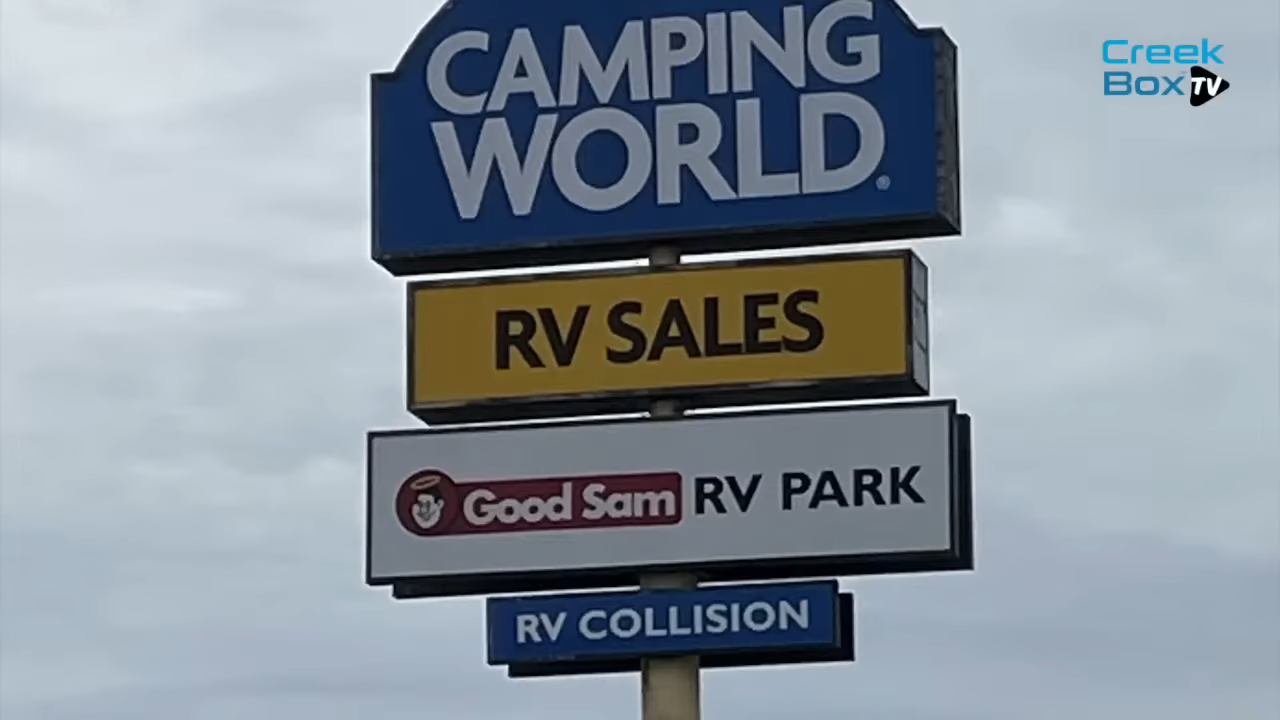 CAMPING
WORLD®
RV SALES
Good Sam RV PARK
RV COLLISION
Creek
Box TV